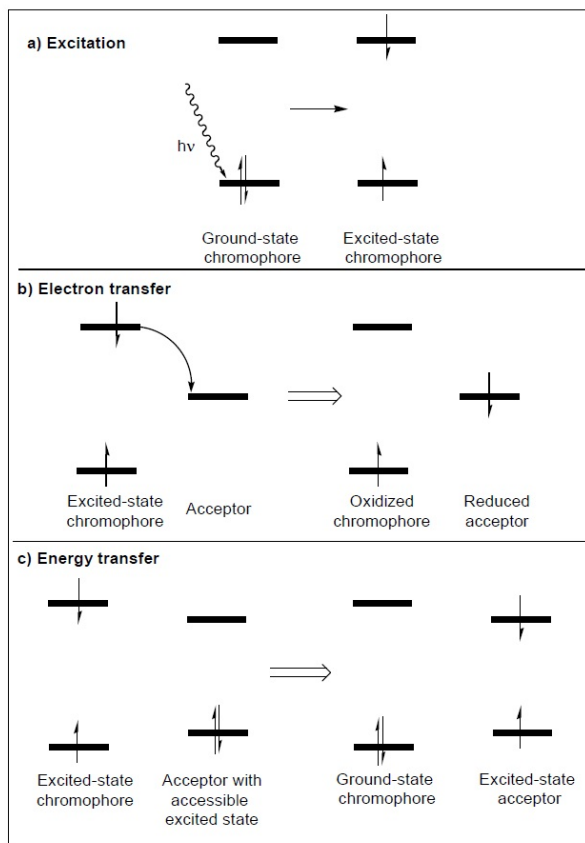 a) Excitation
hν
Ground-state
chromophore
Excited-state
chromophore
b) Electron transfer
Excited-state
chromophore
Acceptor
Oxidized
chromophore
Reduced
acceptor
c) Energy transfer
Excited-state
chromophore
Acceptor with
accessible
excited state
Ground-state
chromophore
Excited-state
acceptor